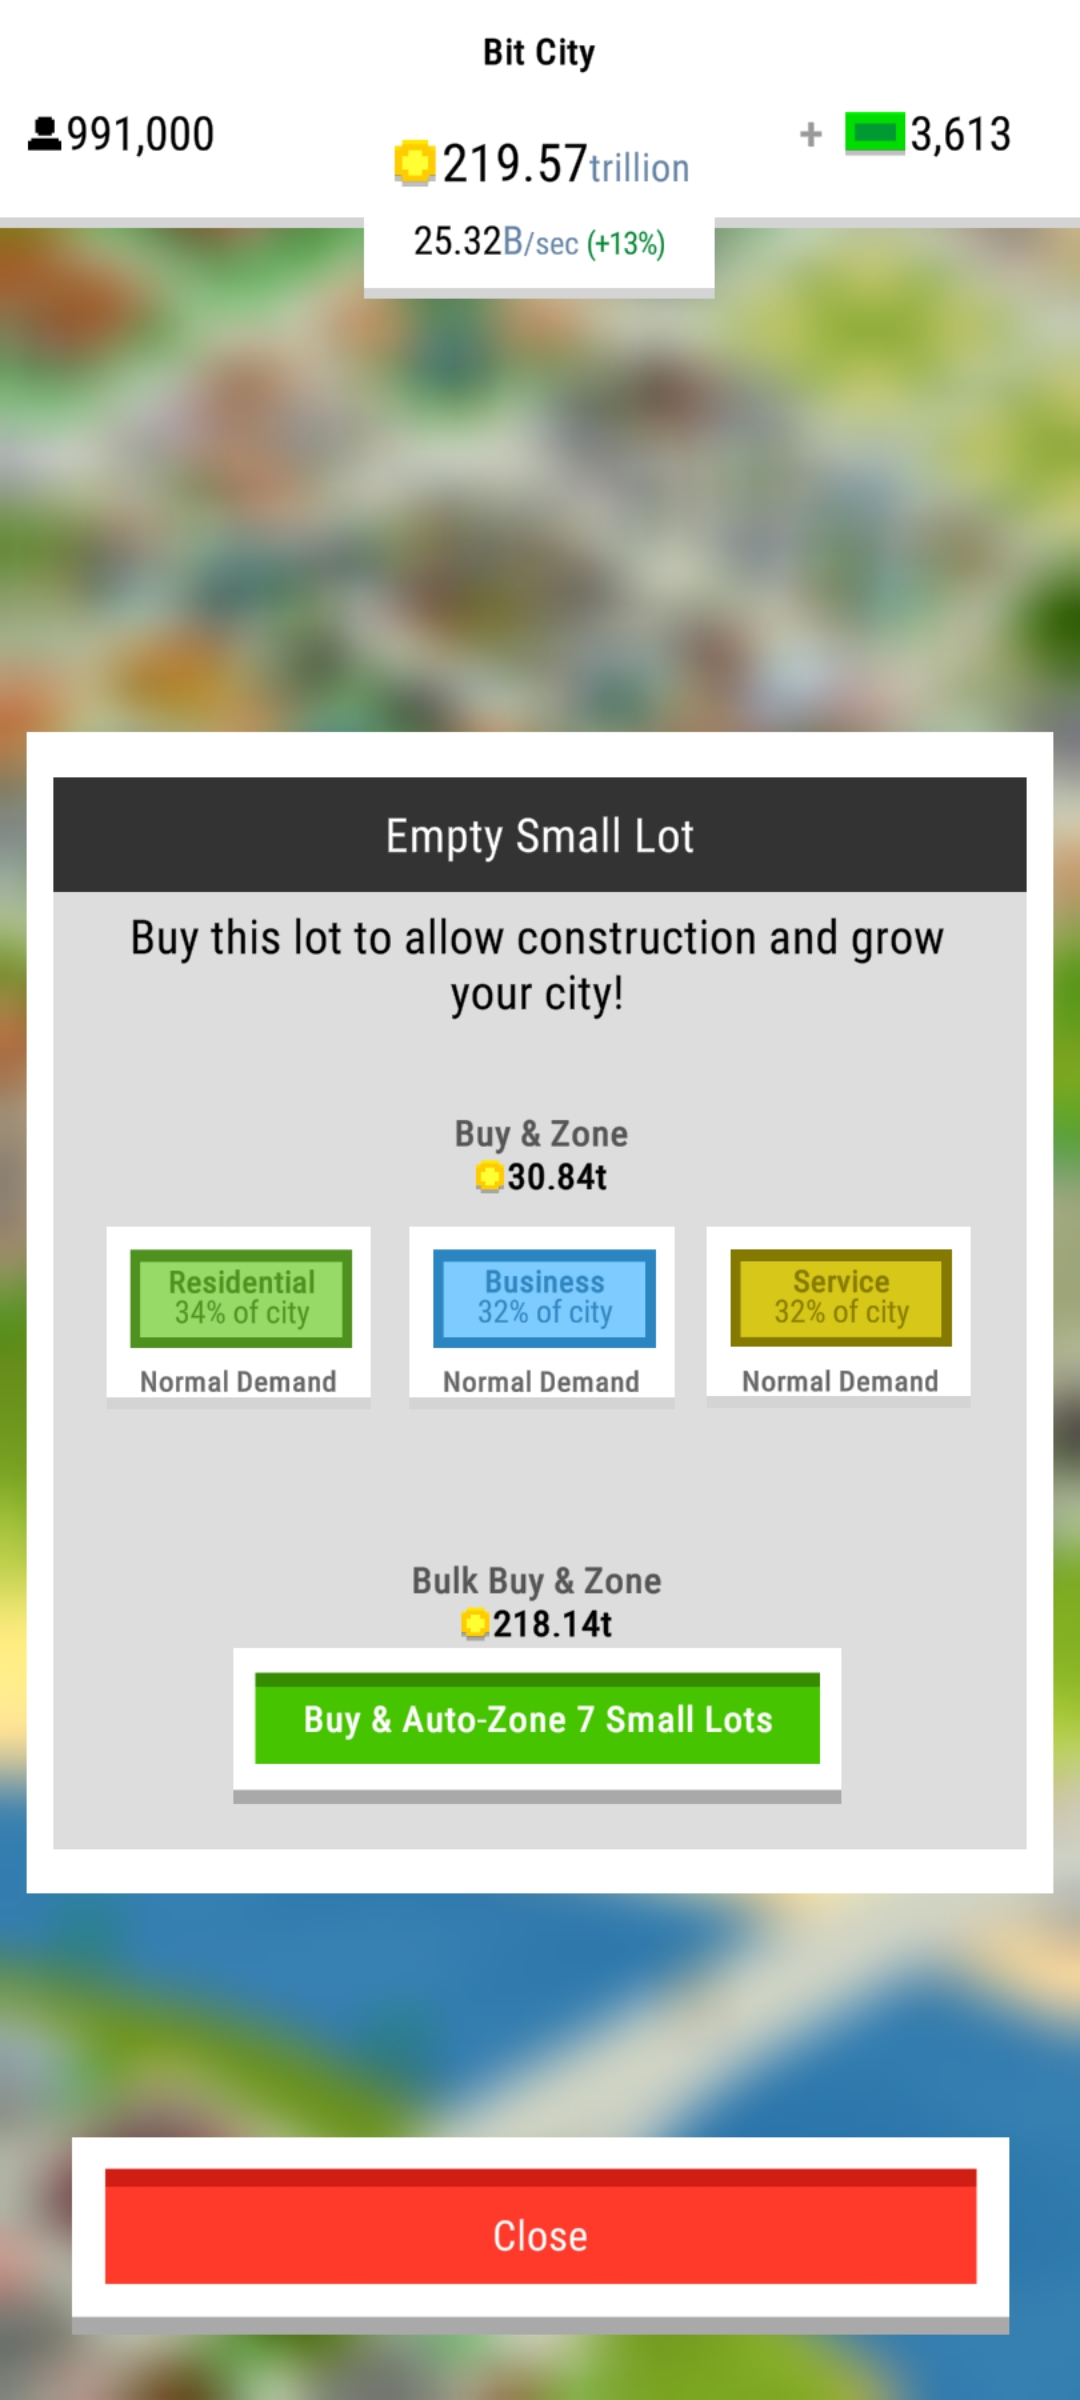 Bit City
991,000
219.57trillion
+ 3,613
25.32B/sec (+13%)
Empty Small Lot
Buy this lot to allow construction and grow
your city!
Buy & Zone
30.84t
Residential
34% of city
Normal Demand
Business
32% of city
Normal Demand
Service
32% of city
Normal Demand
Bulk Buy & Zone
218.14t
Buy & Auto-Zone 7 Small Lots
Close